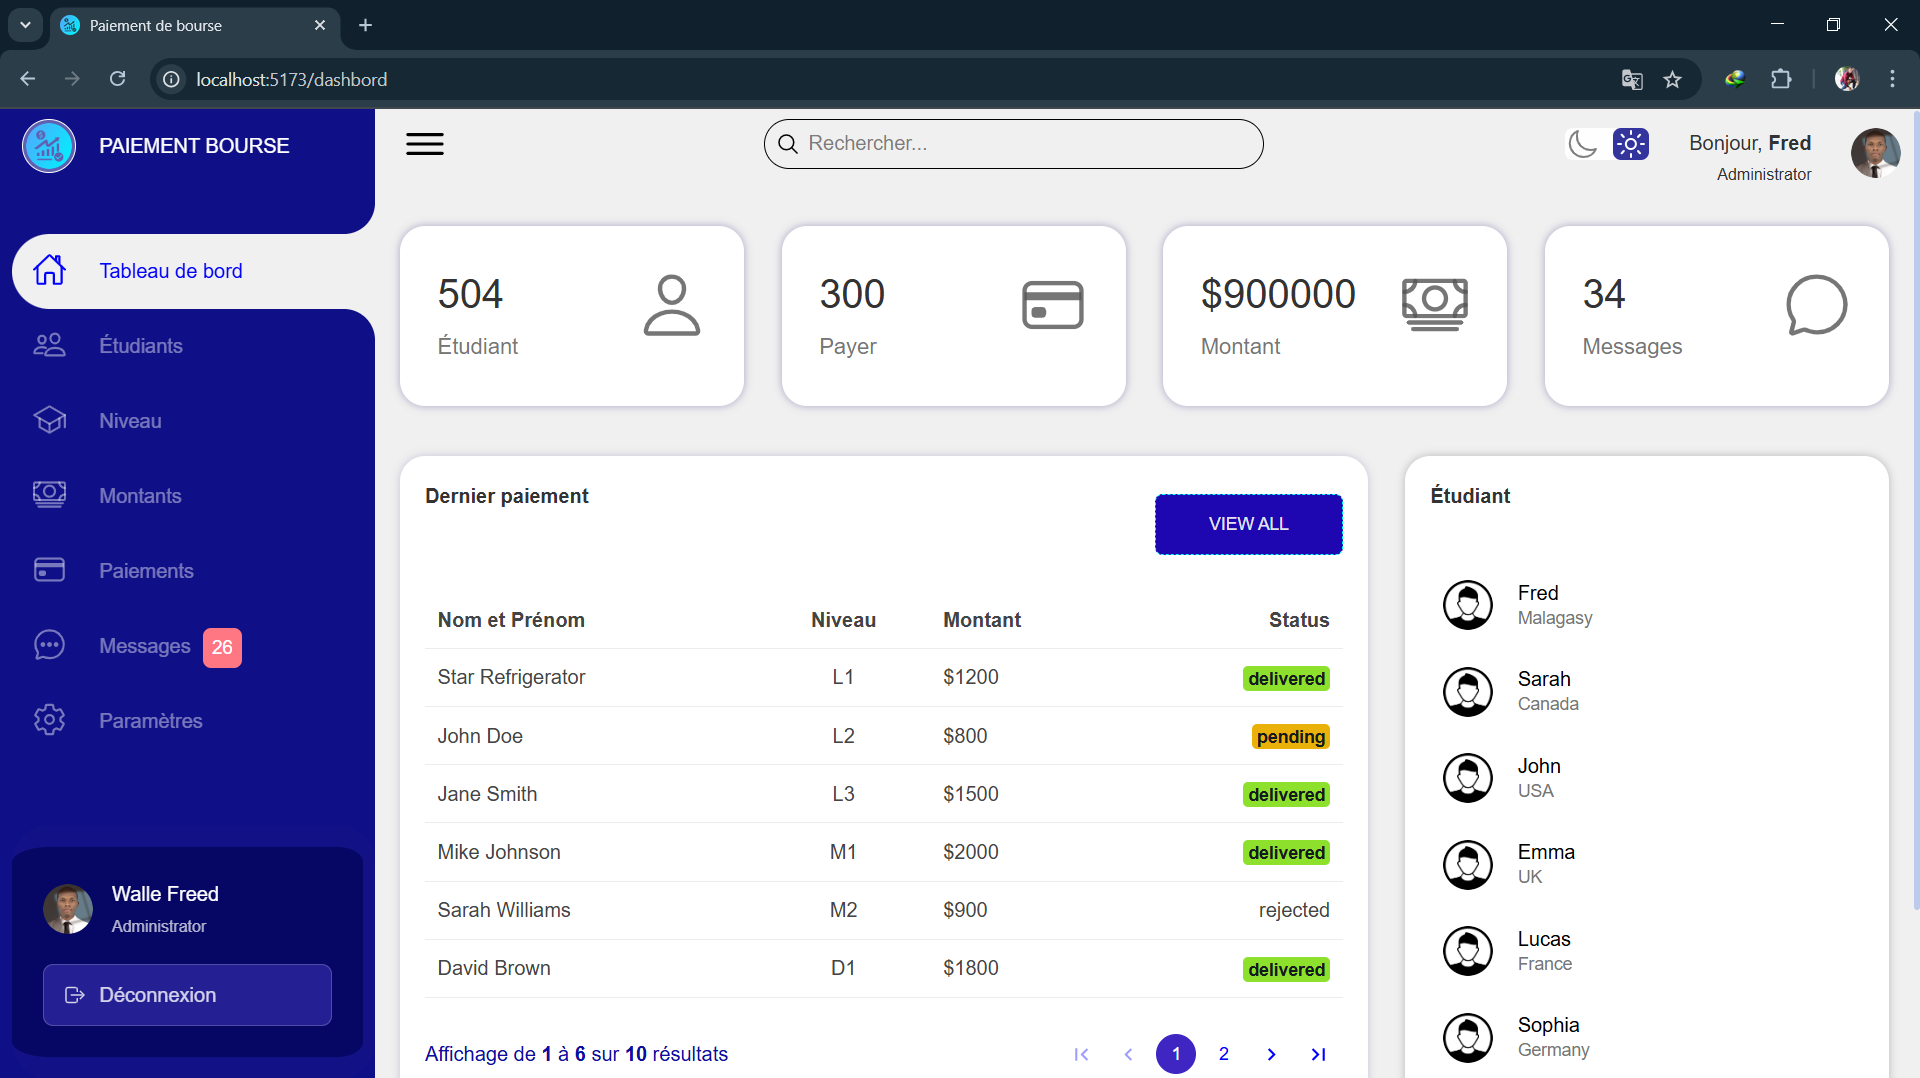 Paiement de bourse
localhost:5173/dashbord
PAIEMENT BOURSE
Rechercher...
Bonjour, Fred
Administrator
Tableau de bord
Étudiants
Niveau
Montants
Paiements
Messages 26
Paramètres
Walle Freed
Administrator
Déconnexion
504
Étudiant
300
Payer
$900000
Montant
34
Messages
Dernier paiement
VIEW ALL
Nom et Prénom Niveau Montant Status
Star Refrigerator L1 $1200 delivered
John Doe L2 $800 pending
Jane Smith L3 $1500 delivered
Mike Johnson M1 $2000 delivered
Sarah Williams M2 $900 rejected
David Brown D1 $1800 delivered
Affichage de 1 à 6 sur 10 résultats
1 2
Étudiant
Fred
Malagasy
Sarah
Canada
John
USA
Emma
UK
Lucas
France
Sophia
Germany